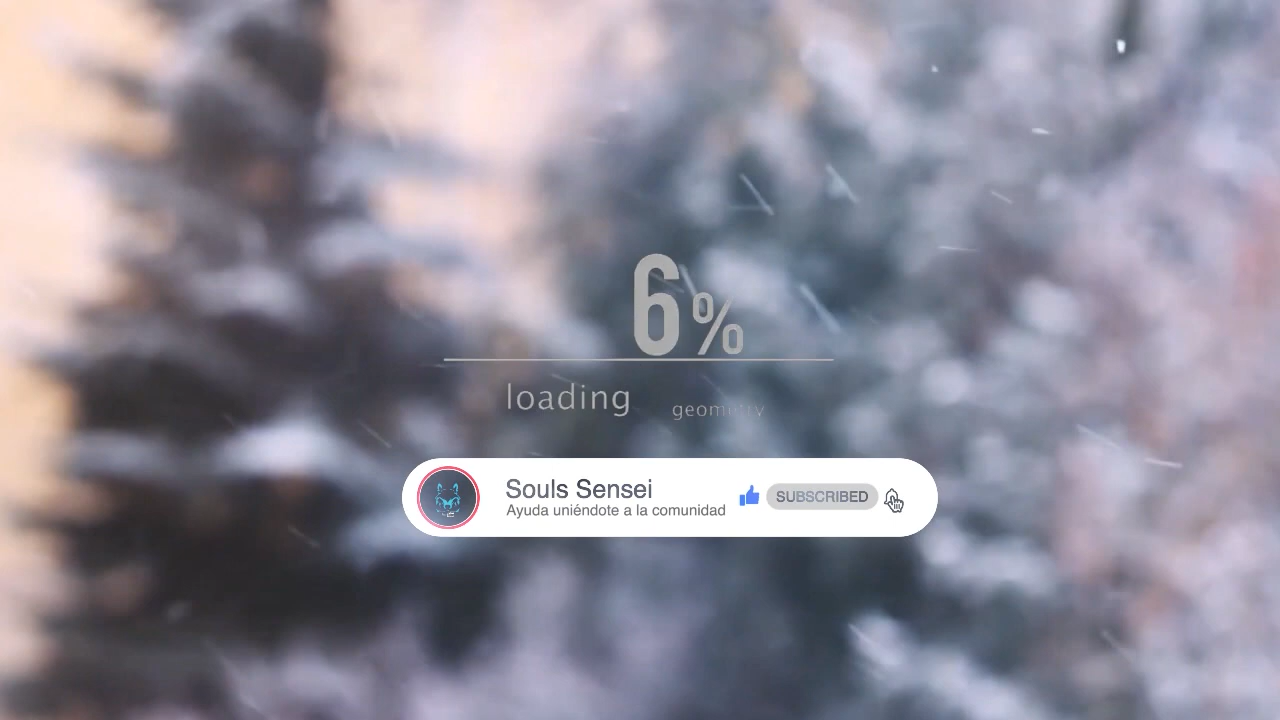 6%
loading geometry
Souls Sensei
Ayuda uniéndote a la comunidad
SUBSCRIBED